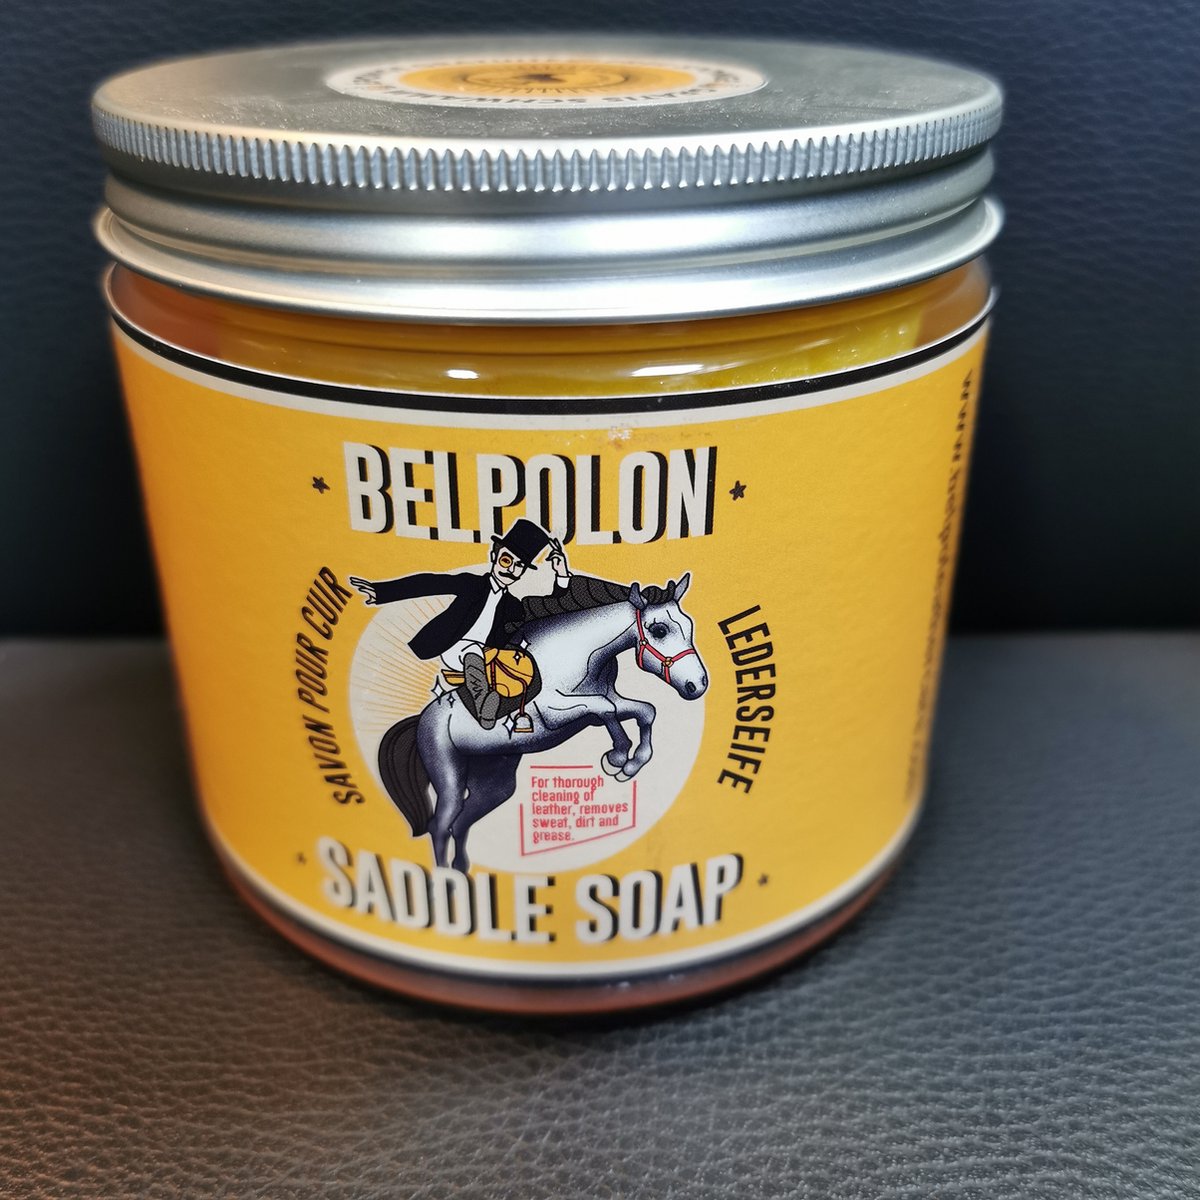 BELPOLON
SAVON POUR CUIR
LEDERSEIFE
For thorough
cleaning of
leather, removes
sweat, dirt and
grease.
SADDLE SOAP